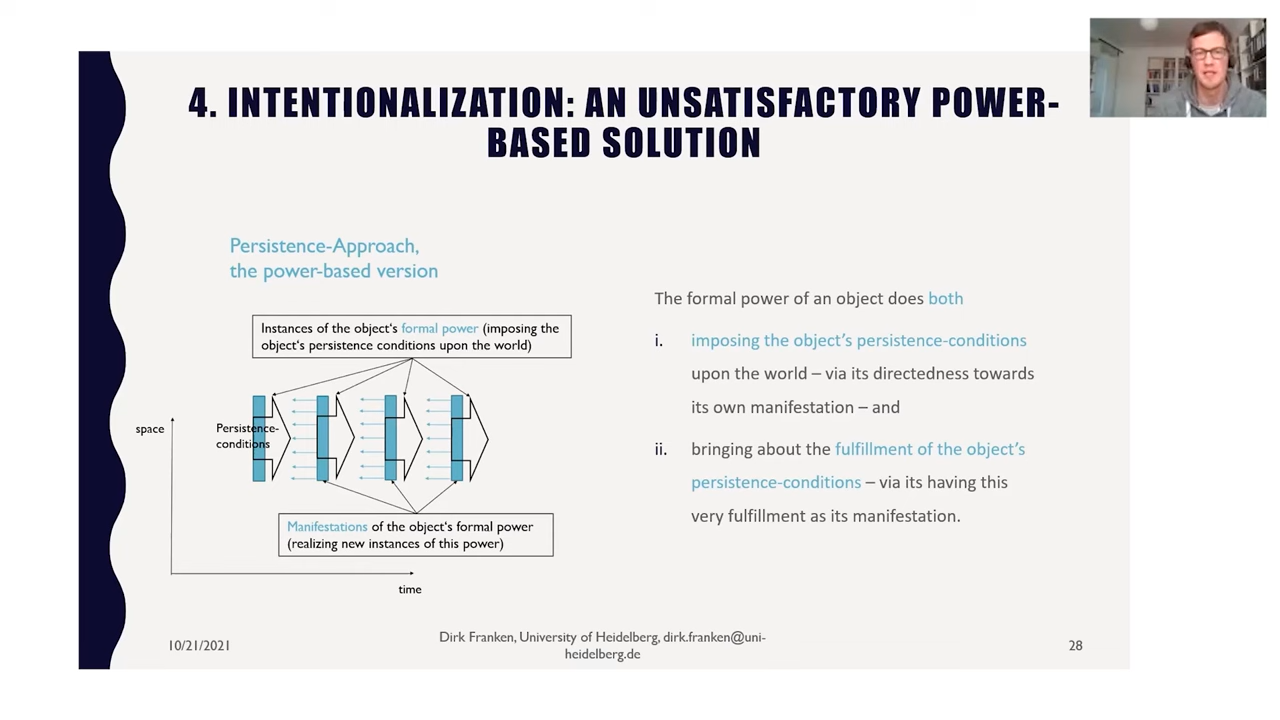 4. INTENTIONALIZATION: AN UNSATISFACTORY POWER-
BASED SOLUTION
Persistence-Approach,
the power-based version
Instances of the object's formal power (imposing the
object's persistence conditions upon the world)
space
Persistence-
conditions
Manifestations of the object's formal power
(realizing new instances of this power)
time
The formal power of an object does both
i. imposing the object's persistence-conditions
upon the world – via its directedness towards
its own manifestation – and
ii. bringing about the fulfillment of the object's
persistence-conditions – via its having this
very fulfillment as its manifestation.
10/21/2021
Dirk Franken, University of Heidelberg, dirk.franken@uni-
heidelberg.de
28